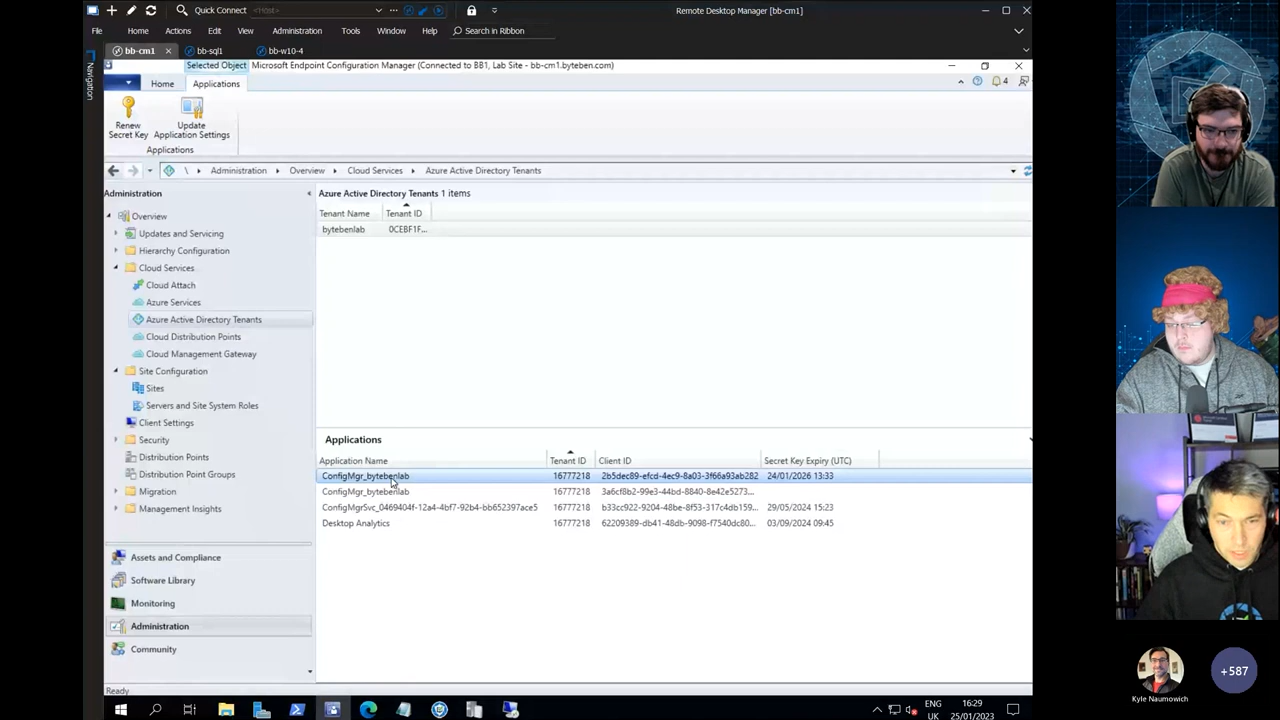 Quick Connect <Host>
Remote Desktop Manager [bb-cm1]
File Home Actions Edit View Administration Tools Window Help Search in Ribbon
bb-cm1 bb-sql1 bb-w10-4
Navigation
Selected Object Microsoft Endpoint Configuration Manager (Connected to BB1, Lab Site - bb-cm1.byteben.com)
Home Applications
4
Renew Secret Key
Update Application Settings
Applications
\ Administration Overview Cloud Services Azure Active Directory Tenants
Administration
Overview
Updates and Servicing
Hierarchy Configuration
Cloud Services
Cloud Attach
Azure Services
Azure Active Directory Tenants
Cloud Distribution Points
Cloud Management Gateway
Site Configuration
Sites
Servers and Site System Roles
Client Settings
Security
Distribution Points
Distribution Point Groups
Migration
Management Insights
Assets and Compliance
Software Library
Monitoring
Administration
Community
Azure Active Directory Tenants 1 items
Tenant Name Tenant ID
bytebenlab 0CEBF1F...
Applications
Application Name Tenant ID Client ID Secret Key Expiry (UTC)
ConfigMgr_bytebenlab 16777218 2b5dec89-efcd-4ec9-8a03-3f66a93ab282 24/01/2026 13:33
ConfigMgr_bytebenlab 16777218 3a6cf8b2-99e3-44bd-8840-8e42e5273...
ConfigMgrSvc_0469404f-12a4-4bf7-92b4-bb652397ace5 16777218 b33cc922-9204-48be-8f53-317c4db159... 29/05/2024 15:23
Desktop Analytics 16777218 62209389-db41-48db-9098-f7540dc80... 03/09/2024 09:45
Ready
ENG
UK
16:29
25/01/2023
Kyle Naumowich
+587